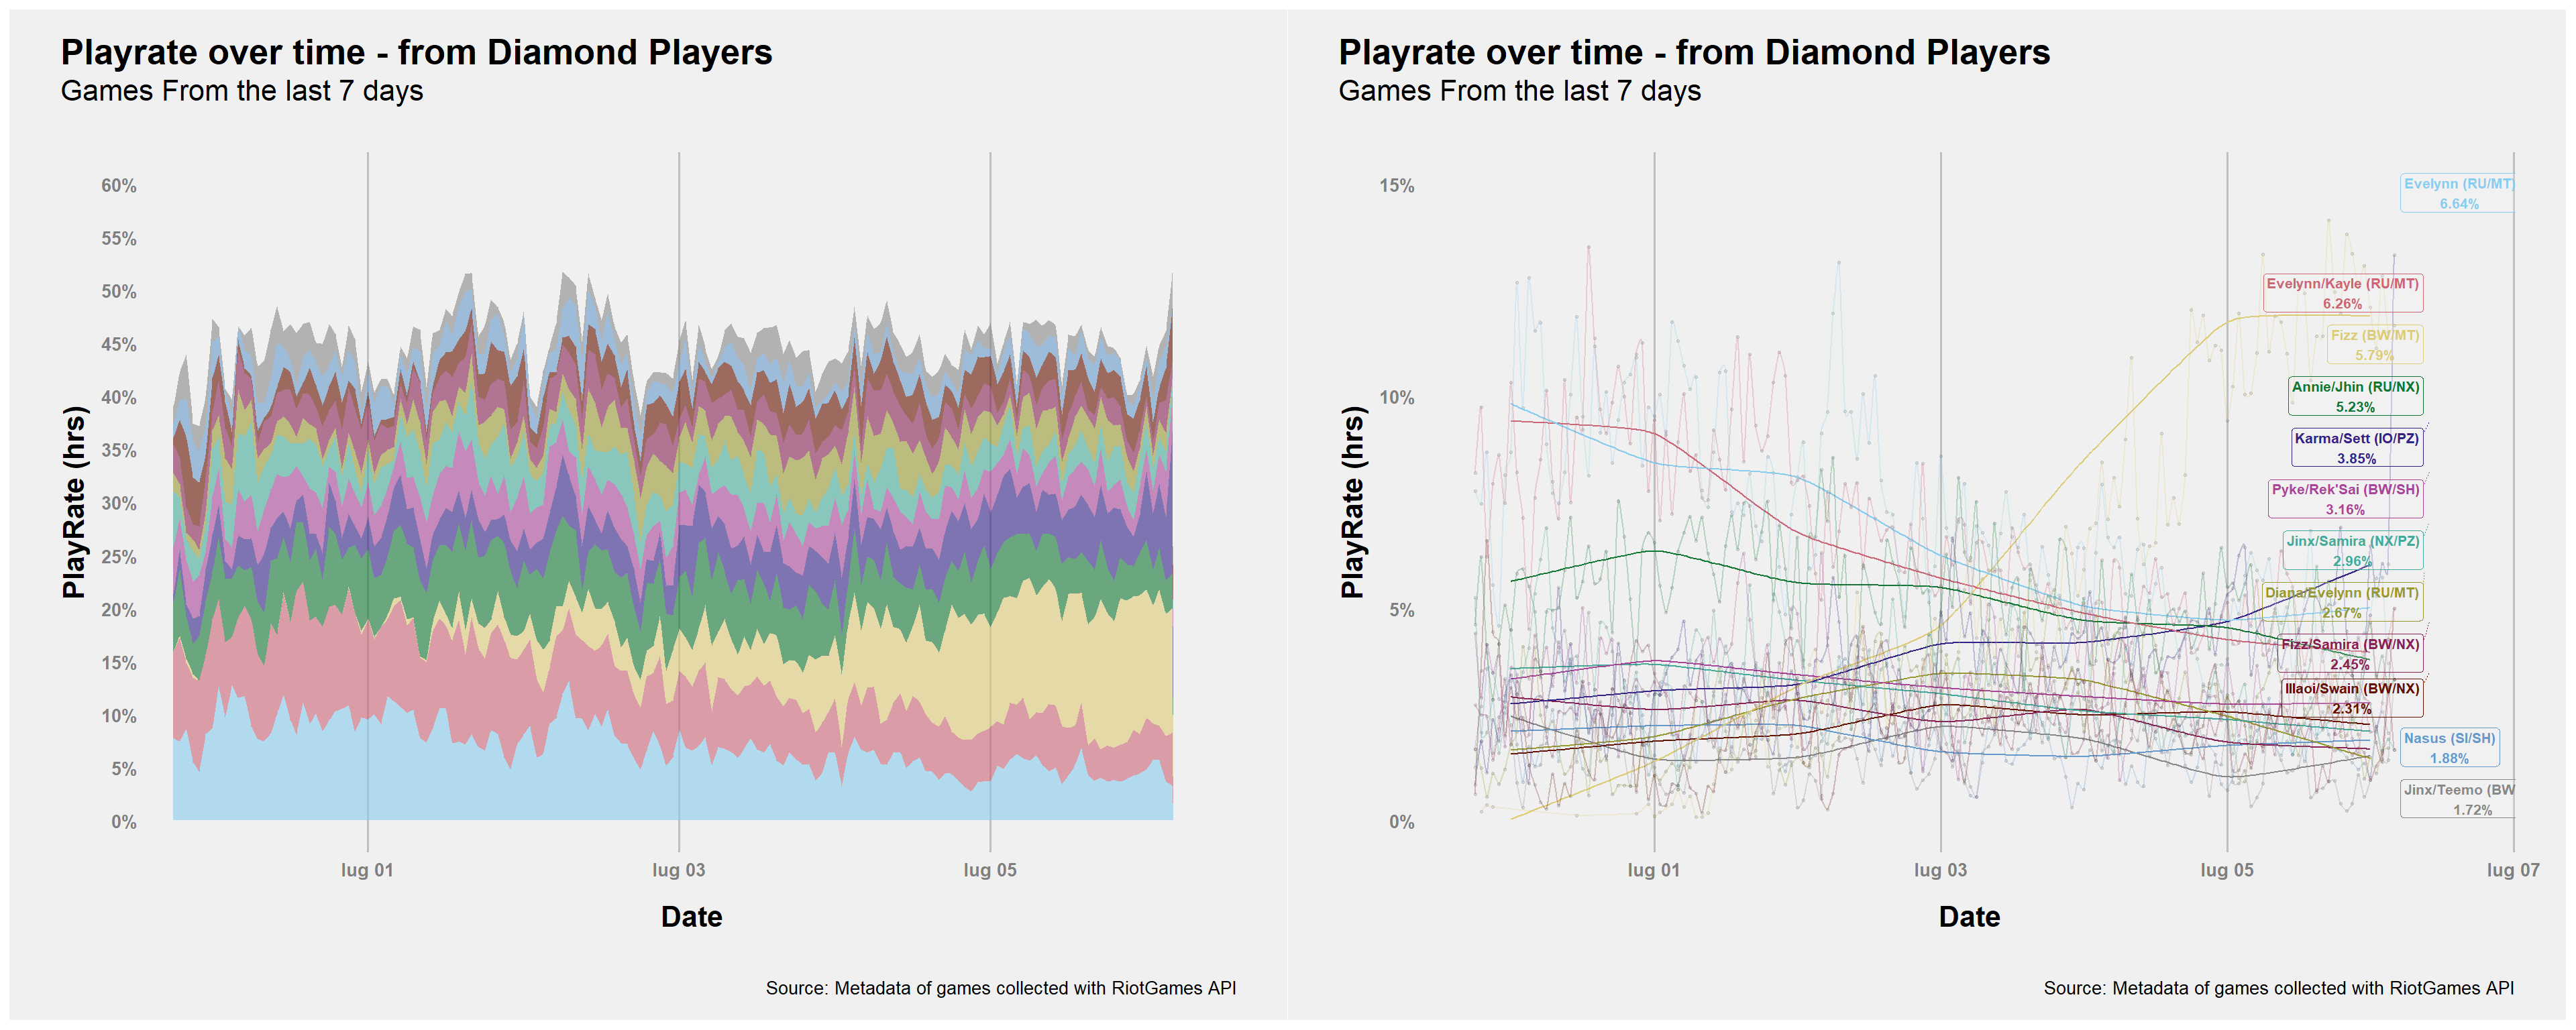 Playrate over time - from Diamond Players
Games From the last 7 days
PlayRate (hrs)
60%
55%
50%
45%
40%
35%
30%
25%
20%
15%
10%
5%
0%
lug 01
lug 03
lug 05
Date
Source: Metadata of games collected with RiotGames API
Playrate over time - from Diamond Players
Games From the last 7 days
PlayRate (hrs)
15%
10%
5%
0%
Evelynn (RU/MT)
6.64%
Evelynn/Kayle (RU/MT)
6.26%
Fizz (BW/MT)
5.79%
Annie/Jhin (RU/NX)
5.23%
Karma/Sett (IO/PZ)
3.85%
Pyke/Rek'Sai (BW/SH)
3.16%
Jinx/Samira (NX/PZ)
2.96%
Diana/Evelynn (RU/MT)
2.67%
Fizz/Samira (BW/NX)
2.45%
Illaoi/Swain (BW/NX)
2.31%
Nasus (SI/SH)
1.88%
Jinx/Teemo (BW
1.72%
lug 01
lug 03
lug 05
lug 07
Date
Source: Metadata of games collected with RiotGames API